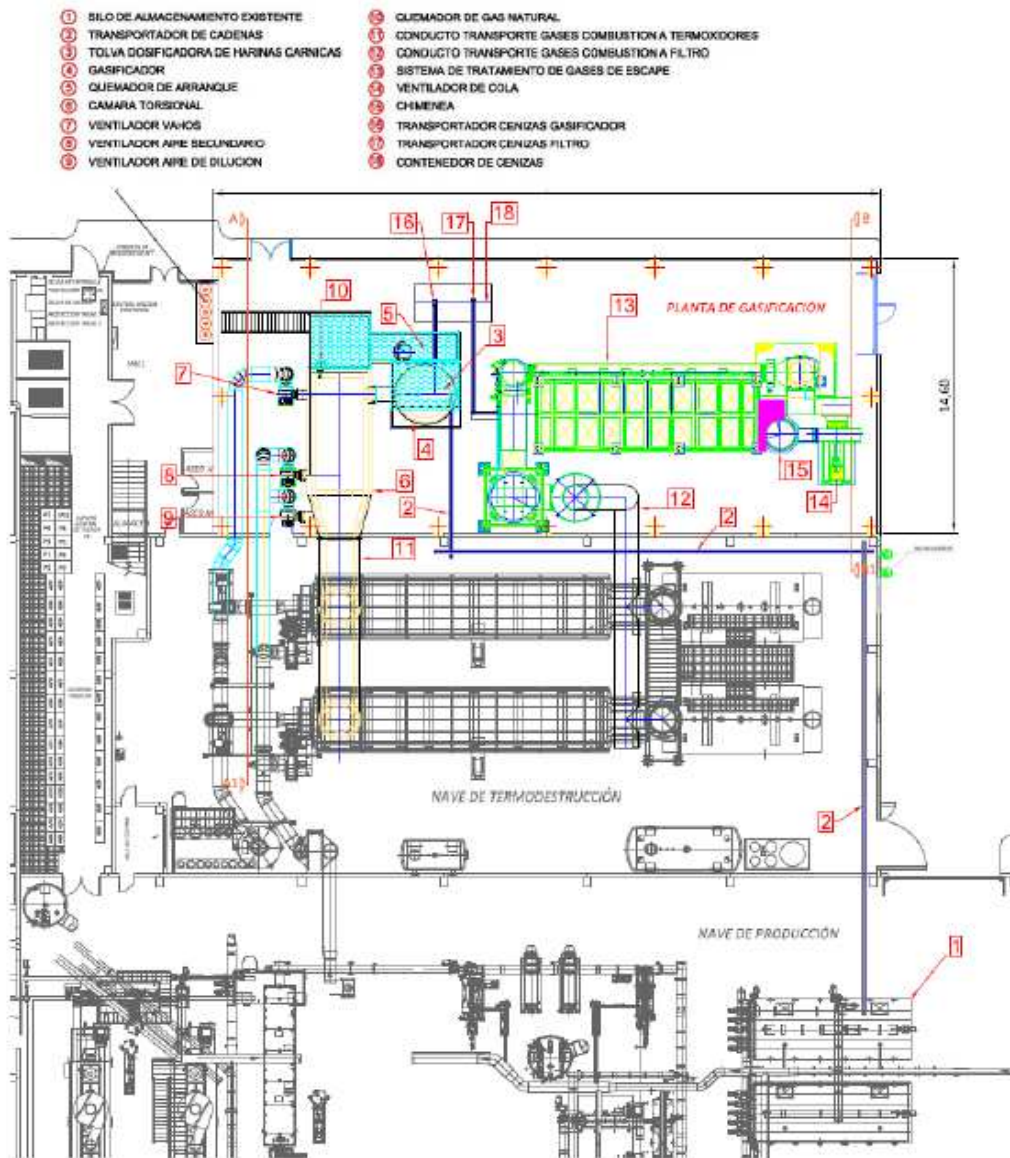 1 SILO DE ALMACENAMIENTO EXISTENTE
2 TRANSPORTADOR DE CADENAS
3 TOLVA DOSIFICADORA DE HARINAS CARNICAS
4 GASIFICADOR
5 QUEMADOR DE ARRANQUE
6 CAMARA TORSIONAL
7 VENTILADOR VAHOS
8 VENTILADOR AIRE SECUNDARIO
9 VENTILADOR AIRE DE DILUCION
10 QUEMADOR DE GAS NATURAL
11 CONDUCTO TRANSPORTE GASES COMBUSTION A TERMOXIDORES
12 CONDUCTO TRANSPORTE GASES COMBUSTION A FILTRO
13 SISTEMA DE TRATAMIENTO DE GASES DE ESCAPE
14 VENTILADOR DE COLA
15 CHIMENEA
16 TRANSPORTADOR CENIZAS GASIFICADOR
17 TRANSPORTADOR CENIZAS FILTRO
18 CONTENEDOR DE CENIZAS
A
B
16
17
18
10
5
3
13
PLANTA DE GASIFICACIÓN
7
14,60
4
15
8
6
14
9
2
12
11
2
NAVE DE TERMODESTRUCCIÓN
2
NAVE DE PRODUCCIÓN
1